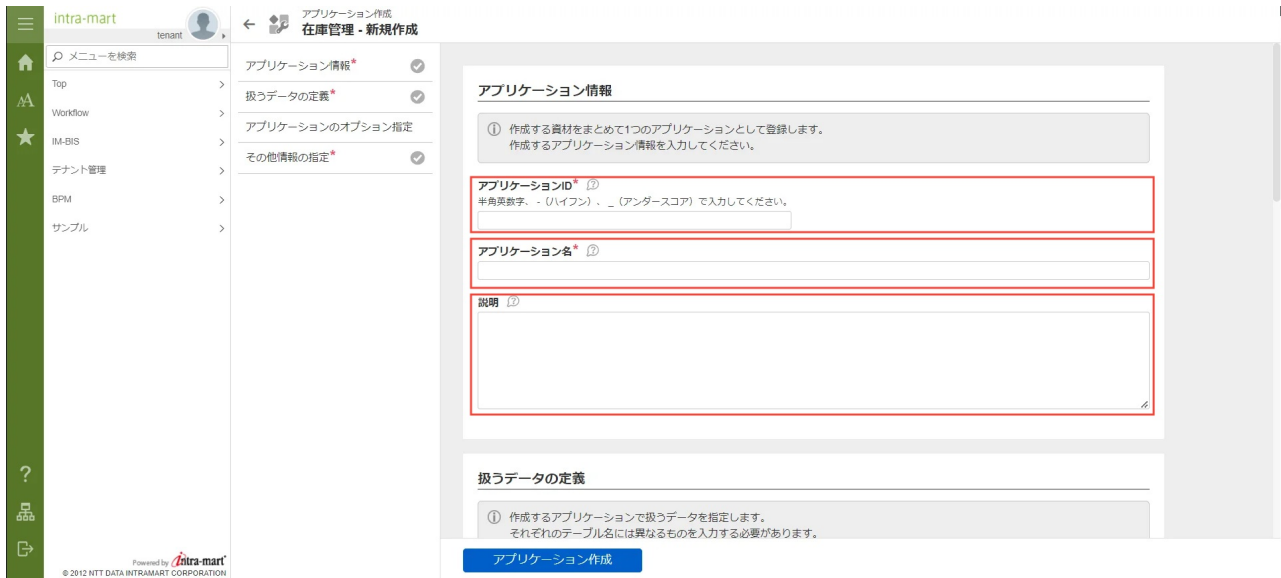 intra-mart
tenant
メニューを検索
Top
Workflow
IM-BIS
テナント管理
BPM
サンプル
Powered by intra-mart
© 2012 NTT DATA INTRAMART CORPORATION
アプリケーション作成
在庫管理 - 新規作成
アプリケーション情報*
扱うデータの定義*
アプリケーションのオプション指定
その他情報の指定*
アプリケーション情報
作成する資材をまとめて1つのアプリケーションとして登録します。
作成するアプリケーション情報を入力してください。
アプリケーションID*
半角英数字、 - （ハイフン）、 _ （アンダースコア）で入力してください。
アプリケーション名*
説明
扱うデータの定義
作成するアプリケーションで扱うデータを指定します。
それぞれのテーブル名には異なるものを入力する必要があります。
アプリケーション作成